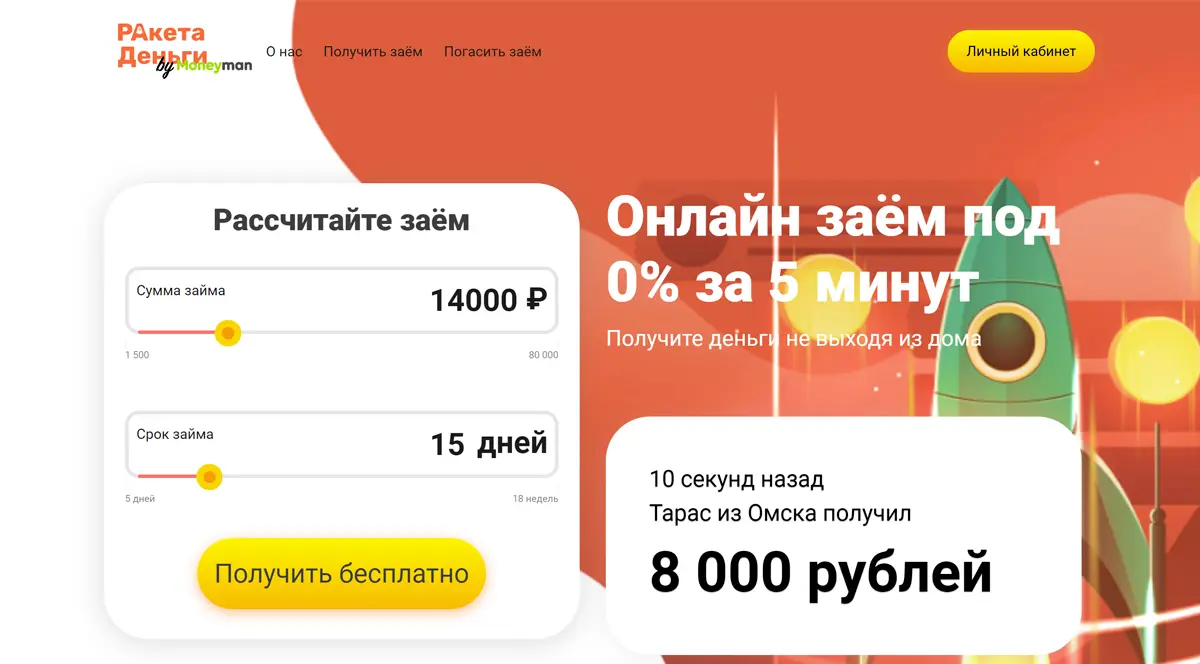 РАкета
Деньги
by Moneyman
О нас
Получить заём
Погасить заём
Личный кабинет
Рассчитайте заём
Сумма займа
14000 ₽
1 500
80 000
Срок займа
15 дней
5 дней
18 недель
Получить бесплатно
Онлайн заём под
0% за 5 минут
Получите деньги не выходя из дома
10 секунд назад
Тарас из Омска получил
8 000 рублей